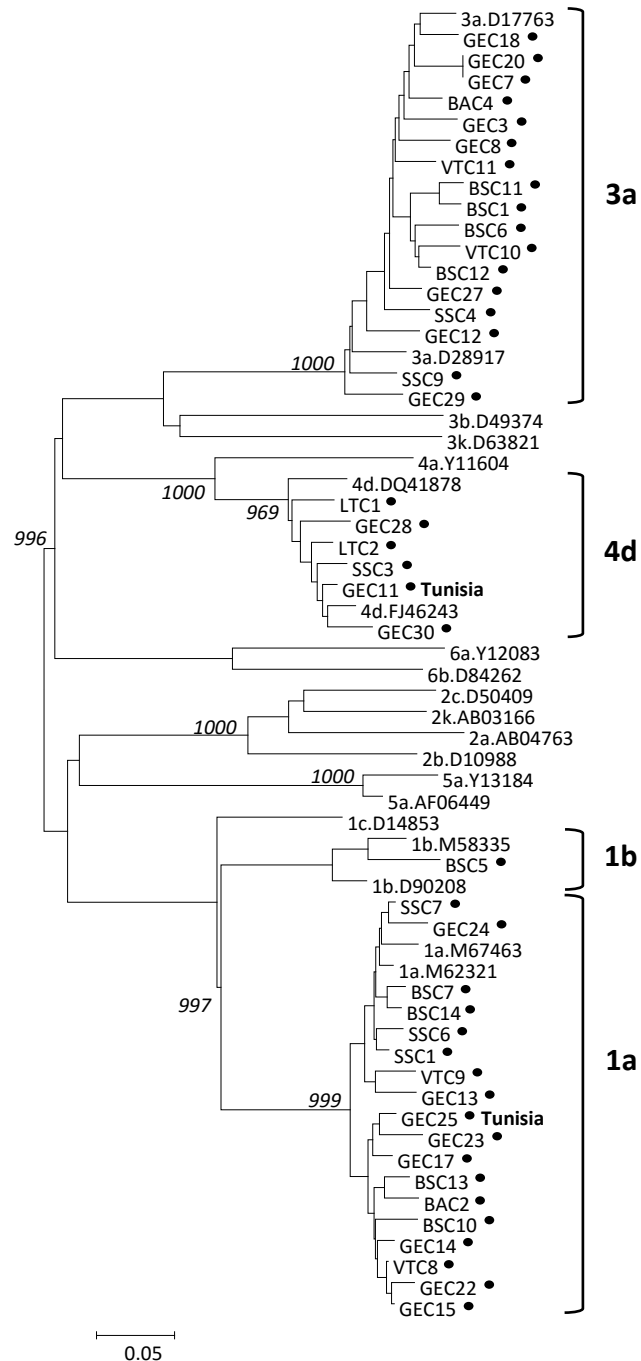 3a.D17763
GEC18
GEC20
GEC7
BAC4
GEC3
GEC8
VTC11
BSC11
3a
BSC1
BSC6
VTC10
BSC12
GEC27
SSC4
GEC12
3a.D28917
1000
SSC9
GEC29
3b.D49374
3k.D63821
4a.Y11604
1000
4d.DQ41878
969
LTC1
GEC28
996
LTC2
4d
SSC3
GEC11 Tunisia
4d.FJ46243
GEC30
6a.Y12083
6b.D84262
2c.D50409
2k.AB03166
1000
2a.AB04763
2b.D10988
1000
5a.Y13184
5a.AF06449
1c.D14853
1b.M58335
1b
BSC5
1b.D90208
SSC7
GEC24
1a.M67463
1a.M62321
BSC7
997
BSC14
SSC6
SSC1
1a
VTC9
GEC13
999
GEC25 Tunisia
GEC23
GEC17
BSC13
BAC2
BSC10
GEC14
VTC8
GEC22
GEC15
0.05